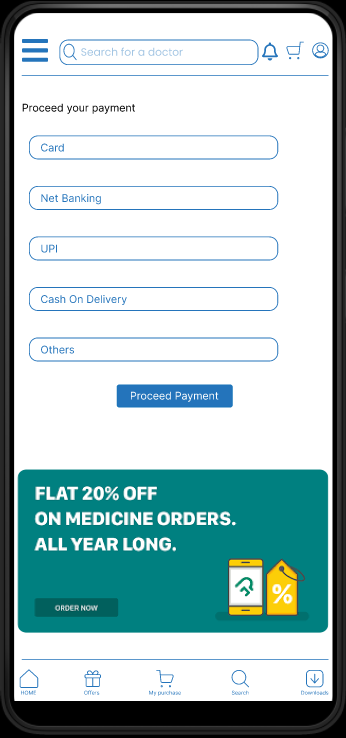 Search for a doctor
Proceed your payment
Card
Net Banking
UPI
Cash On Delivery
Others
Proceed Payment
FLAT 20% OFF
ON MEDICINE ORDERS.
ALL YEAR LONG.
%
ORDER NOW
HOME Offers My purchase Search Downloads